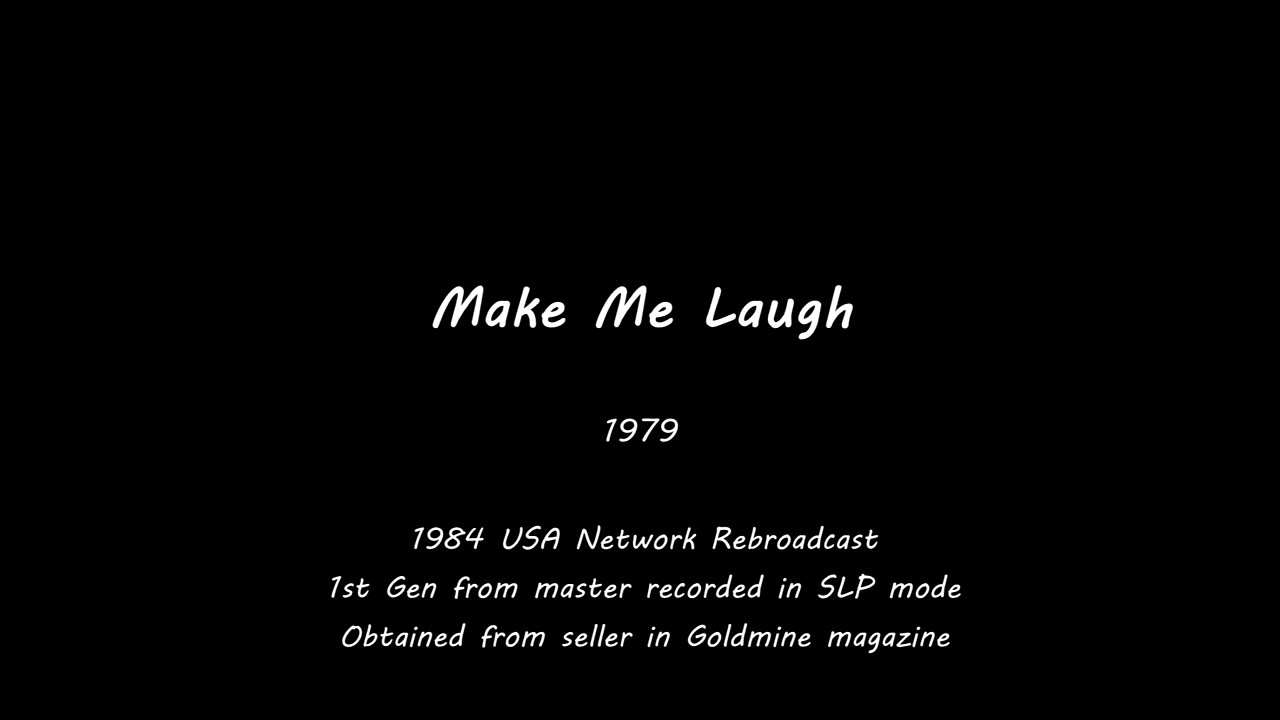 Make Me Laugh
1979
1984 USA Network Rebroadcast
1st Gen from master recorded in SLP mode
Obtained from seller in Goldmine magazine